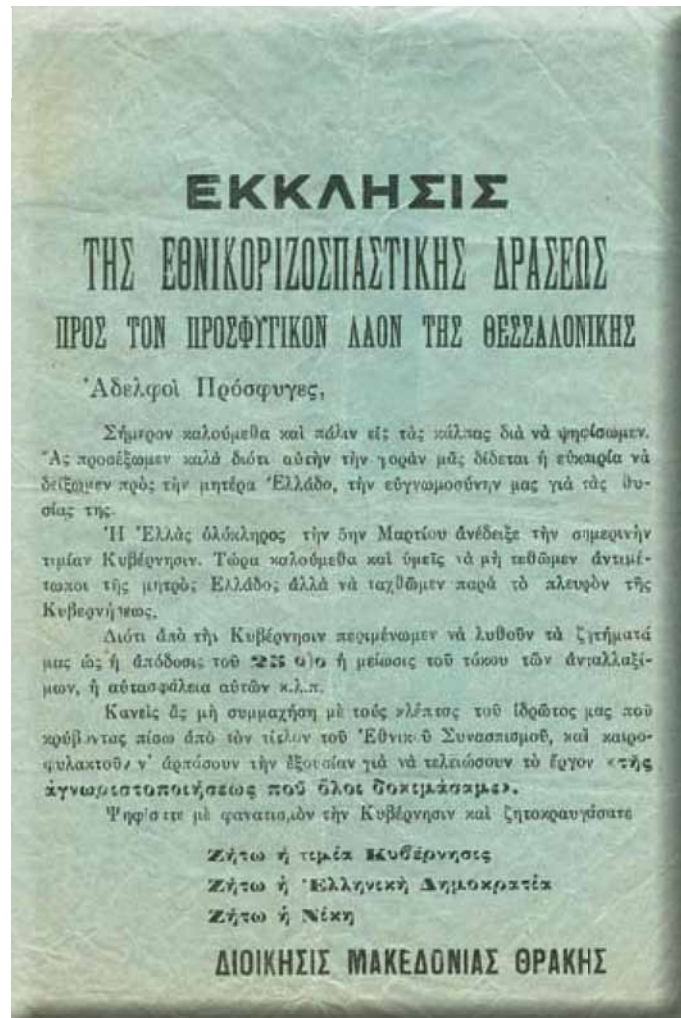 ΕΚΚΛΗΣΙΣ
ΤΗΣ ΕΘΝΙΚΟΡΙΖΟΣΠΑΣΤΙΚΗΣ ΔΡΑΣΕΩΣ
ΠΡΟΣ ΤΟΝ ΠΡΟΣΦΥΓΙΚΟΝ ΛΑΟΝ ΤΗΣ ΘΕΣΣΑΛΟΝΙΚΗΣ
Ἀδελφοὶ Πρόσφυγες,
Σήμερον καλούμεθα καὶ πάλιν εἰς τὰς κάλπας διὰ νὰ ψηφίσωμεν.
Ἂς προσέξωμεν καλὰ διότι αὐτὴν τὴν φορὰν μᾶς δίδεται ἡ εὐκαιρία νὰ
δείξωμεν πρὸς τὴν μητέρα Ἑλλάδο, τὴν εὐγνωμοσύνην μας γιὰ τὰς θυ-
σίας της.
Ἡ Ἑλλὰς ὁλόκληρος τὴν 5ην Μαρτίου ἀνέδειξε τὴν σημερινὴν
τιμίαν Κυβέρνησιν. Τώρα καλούμεθα καὶ ὑμεῖς νὰ μὴ τεθῶμεν ἀντιμέ-
τωποι τῆς μητρὸς Ἑλλάδος ἀλλὰ νὰ ταχθῶμεν παρὰ τὸ πλευρὸν τῆς
Κυβερνήσεως.
Διότι ἀπὸ τὴν Κυβέρνησιν περιμένωμεν νὰ λυθοῦν τὰ ζητήματά
μας ὡς ἡ ἀπόδοσις τοῦ 25 ο)ο ἡ μείωσις τοῦ τόκου τῶν ἀνταλλαξί-
μων, ἡ αὐτασφάλεια αὐτῶν κ.λ.π.
Κανεὶς ἂς μὴ συμμαχήση μὲ τοὺς κλέπτας τοῦ ἱδρῶτος μας ποῦ
κρύβοντας πίσω ἀπὸ τὸν τίτλον τοῦ Ἐθνικοῦ Συνασπισμοῦ, καὶ καιρο-
φυλακτοῦν ν' ἁρπάσουν τὴν ἐξουσίαν γιὰ νὰ τελειώσουν τὸ ἔργον «τῆς
ἀγνωριστοποιήσεως ποῦ ὅλοι δοκιμάσαμε».
Ψηφίσετε μὲ φανατισμὸν τὴν Κυβέρνησιν καὶ ζητοκραυγάσατε
Ζήτω ἡ τιμία Κυβέρνησις
Ζήτω ἡ Ἑλληνικὴ Δημοκρατία
Ζήτω ἡ Νίκη
ΔΙΟΙΚΗΣΙΣ ΜΑΚΕΔΟΝΙΑΣ ΘΡΑΚΗΣ